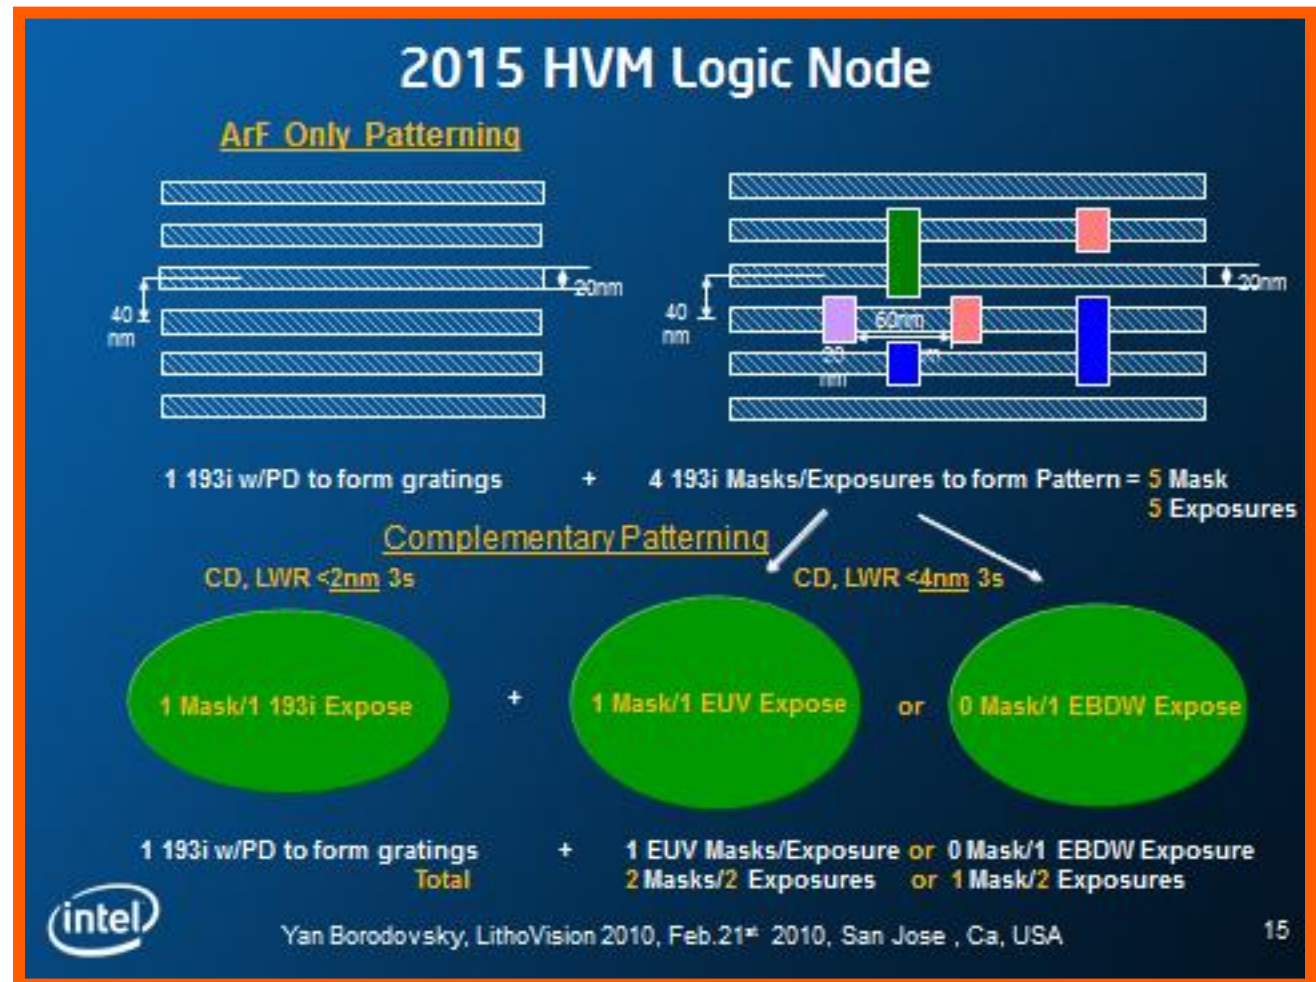 2015 HVM Logic Node
ArF Only Patterning
40
nm
20nm
40
nm
20nm
60nm
nm
1 193i w/PD to form gratings + 4 193i Masks/Exposures to form Pattern = 5 Mask
5 Exposures
Complementary Patterning
CD, LWR <2nm 3s
CD, LWR <4nm 3s
1 Mask/1 193i Expose + 1 Mask/1 EUV Expose or 0 Mask/1 EBDW Expose
1 193i w/PD to form gratings + 1 EUV Masks/Exposure or 0 Mask/1 EBDW Exposure
Total 2 Masks/2 Exposures or 1 Mask/2 Exposures
intel
Yan Borodovsky, LithoVision 2010, Feb.21st 2010, San Jose , Ca, USA
15